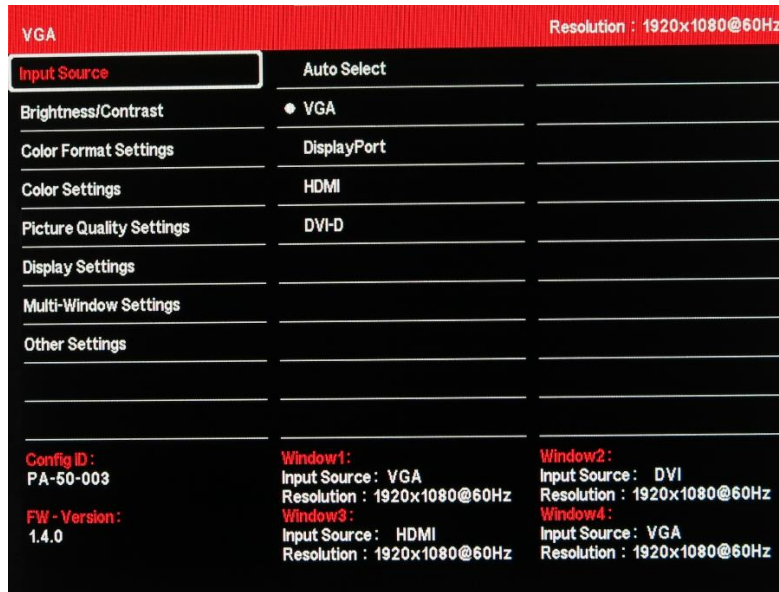 VGA
Resolution : 1920x1080@60Hz
Input Source
Auto Select
Brightness/Contrast
VGA
Color Format Settings
DisplayPort
Color Settings
HDMI
Picture Quality Settings
DVI-D
Display Settings
Multi-Window Settings
Other Settings
Config ID :
PA-50-003
FW - Version :
1.4.0
Window1 :
Input Source : VGA
Resolution : 1920x1080@60Hz
Window2 :
Input Source : DVI
Resolution : 1920x1080@60Hz
Window3 :
Input Source : HDMI
Resolution : 1920x1080@60Hz
Window4 :
Input Source : VGA
Resolution : 1920x1080@60Hz